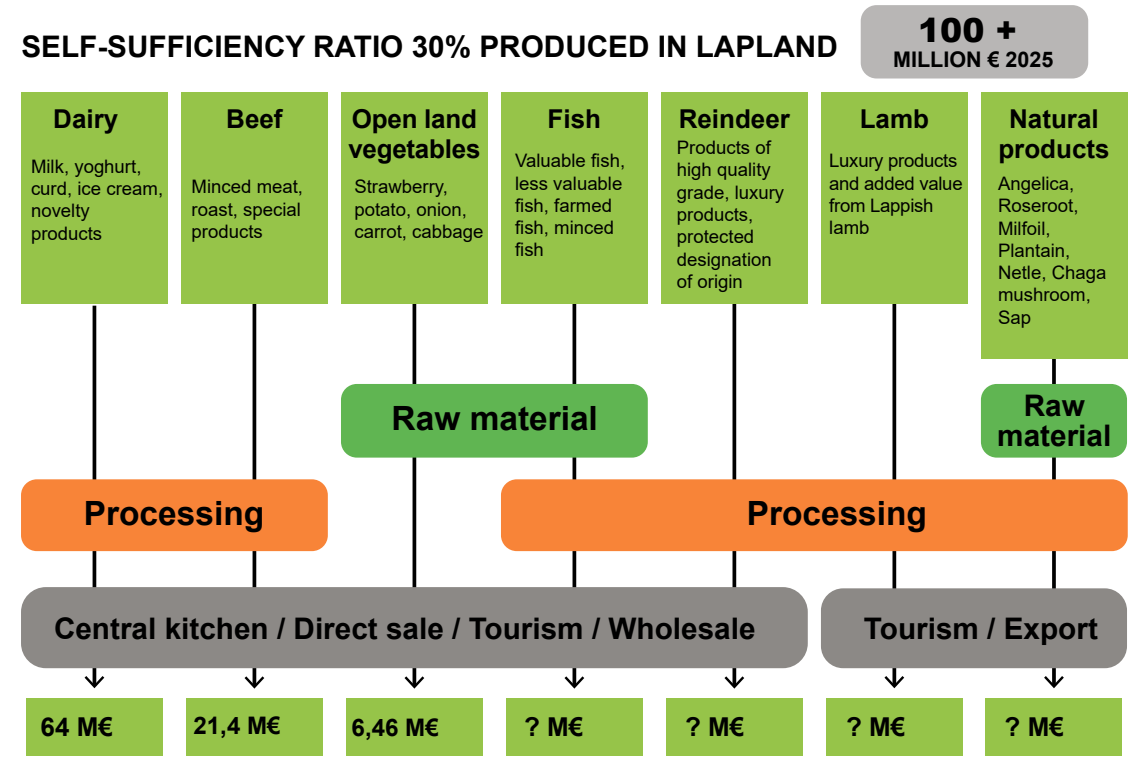 SELF-SUFFICIENCY RATIO 30% PRODUCED IN LAPLAND
100 +
MILLION € 2025
Dairy
Milk, yoghurt,
curd, ice cream,
novelty
products
Beef
Minced meat,
roast, special
products
Open land
vegetables
Strawberry,
potato, onion,
carrot, cabbage
Fish
Valuable fish,
less valuable
fish, farmed
fish, minced
fish
Reindeer
Products of
high quality
grade, luxury
products,
protected
designation
of origin
Lamb
Luxury products
and added value
from Lappish
lamb
Natural
products
Angelica,
Roseroot,
Milfoil,
Plantain,
Netle, Chaga
mushroom,
Sap
Raw material
Raw
material
Processing
Processing
Central kitchen / Direct sale / Tourism / Wholesale
Tourism / Export
64 M€
21,4 M€
6,46 M€
? M€
? M€
? M€
? M€